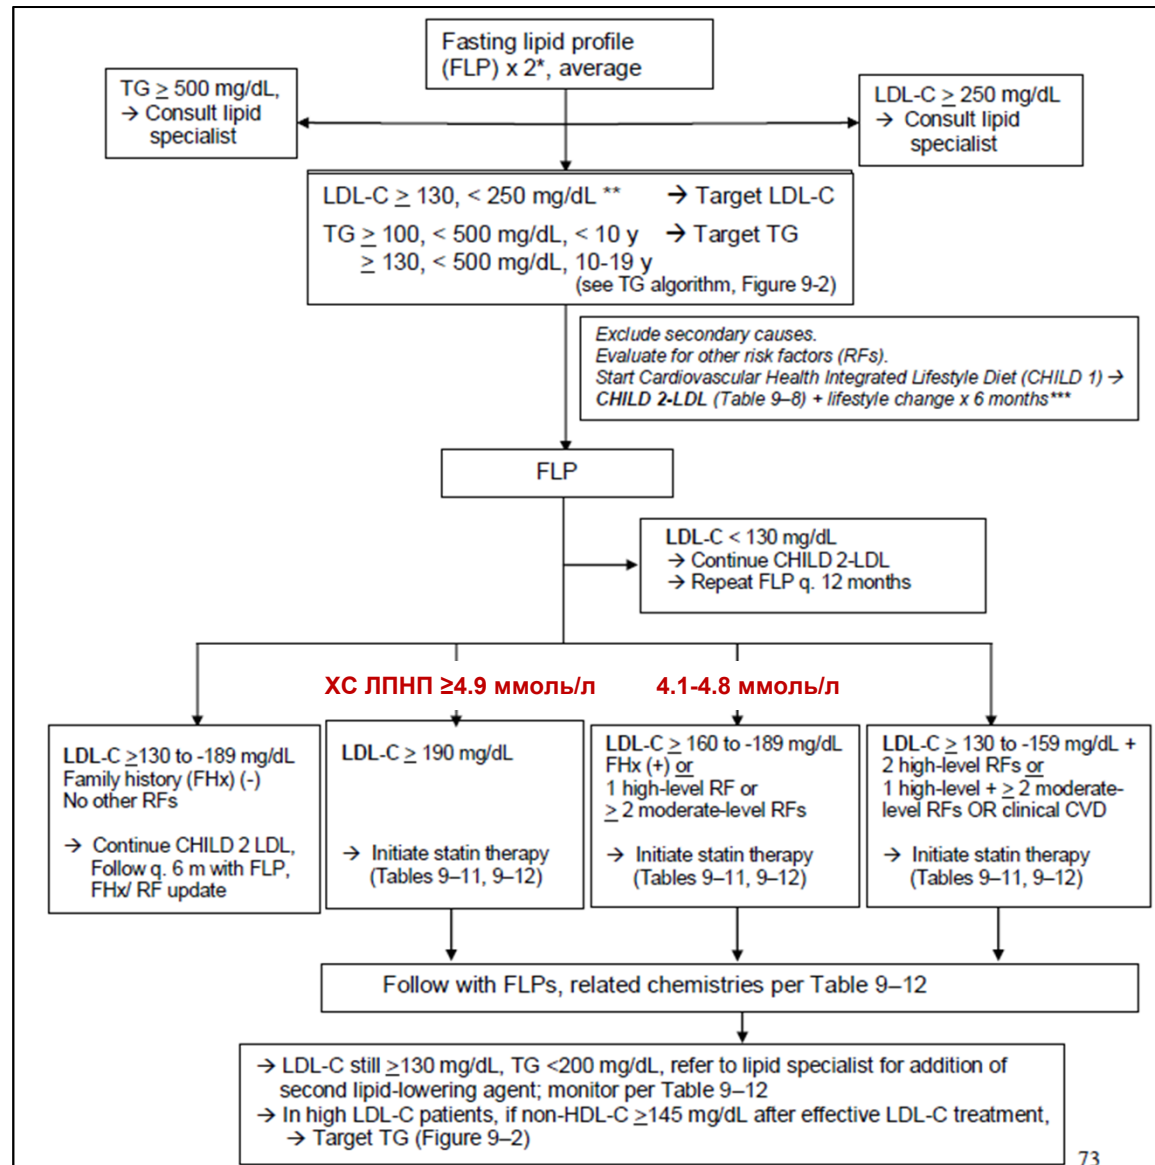 Fasting lipid profile
(FLP) x 2*, average
TG ≥ 500 mg/dL,
→ Consult lipid
specialist
LDL-C ≥ 250 mg/dL
→ Consult lipid
specialist
LDL-C ≥ 130, < 250 mg/dL ** → Target LDL-C
TG ≥ 100, < 500 mg/dL, < 10 y → Target TG
≥ 130, < 500 mg/dL, 10-19 y
(see TG algorithm, Figure 9-2)
Exclude secondary causes.
Evaluate for other risk factors (RFs).
Start Cardiovascular Health Integrated Lifestyle Diet (CHILD 1) →
CHILD 2-LDL (Table 9–8) + lifestyle change x 6 months***
FLP
LDL-C < 130 mg/dL
→ Continue CHILD 2-LDL
→ Repeat FLP q. 12 months
ХС ЛПНП ≥4.9 ммоль/л
4.1-4.8 ммоль/л
LDL-C ≥130 to -189 mg/dL
Family history (FHx) (-)
No other RFs
→ Continue CHILD 2 LDL,
Follow q. 6 m with FLP,
FHx/ RF update
LDL-C ≥ 190 mg/dL
→ Initiate statin therapy
(Tables 9–11, 9–12)
LDL-C ≥ 160 to -189 mg/dL
FHx (+) or
1 high-level RF or
≥ 2 moderate-level RFs
→ Initiate statin therapy
(Tables 9–11, 9–12)
LDL-C ≥ 130 to -159 mg/dL +
2 high-level RFs or
1 high-level + ≥ 2 moderate-
level RFs OR clinical CVD
→ Initiate statin therapy
(Tables 9–11, 9–12)
Follow with FLPs, related chemistries per Table 9–12
→ LDL-C still ≥130 mg/dL, TG <200 mg/dL, refer to lipid specialist for addition of
second lipid-lowering agent; monitor per Table 9–12
→ In high LDL-C patients, if non-HDL-C ≥145 mg/dL after effective LDL-C treatment,
→ Target TG (Figure 9–2)
73